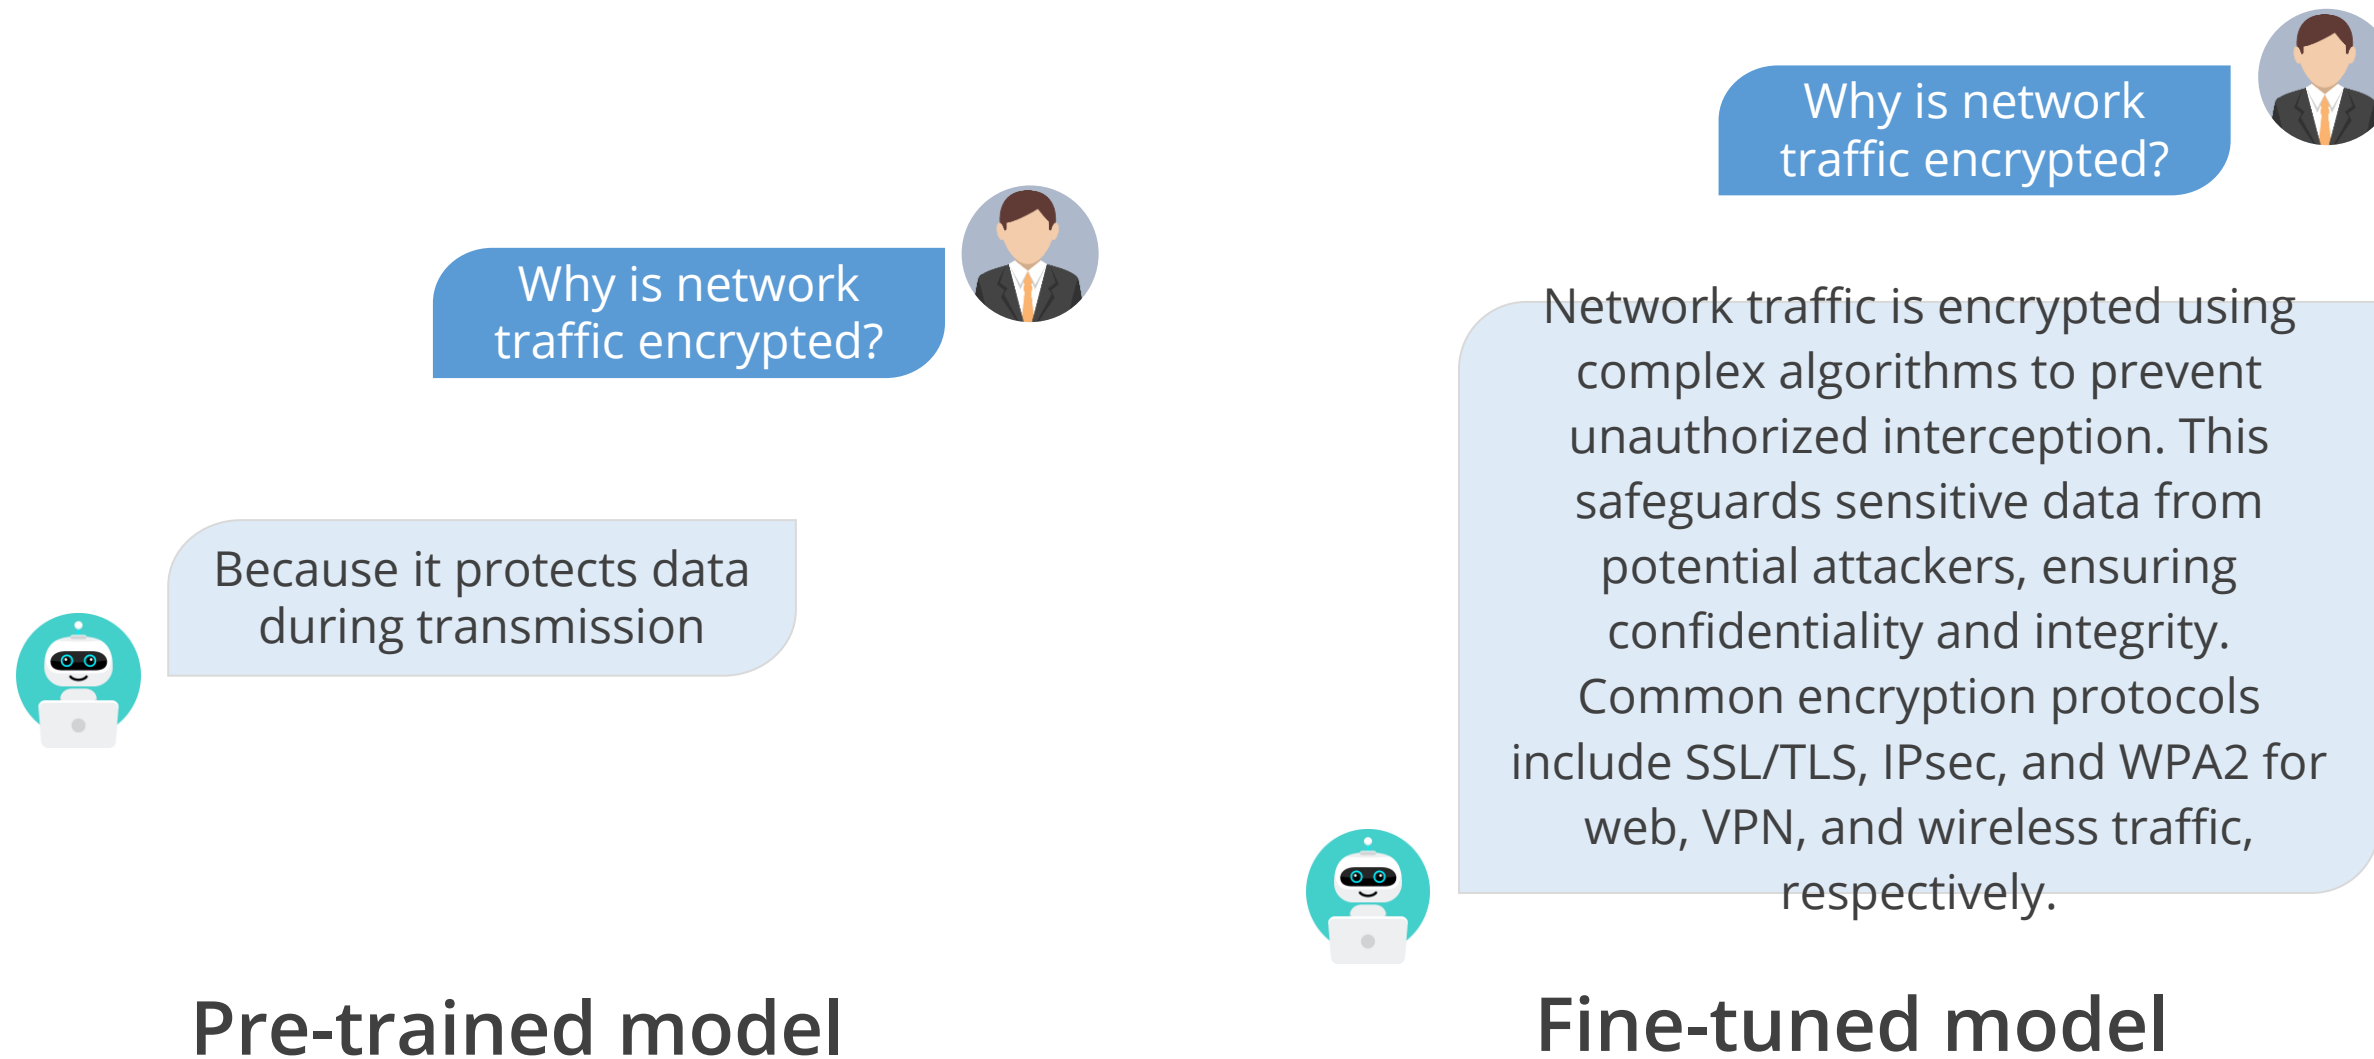 Why is network
traffic encrypted?
Because it protects data
during transmission
Pre-trained model
Why is network
traffic encrypted?
Network traffic is encrypted using
complex algorithms to prevent
unauthorized interception. This
safeguards sensitive data from
potential attackers, ensuring
confidentiality and integrity.
Common encryption protocols
include SSL/TLS, IPsec, and WPA2 for
web, VPN, and wireless traffic,
respectively.
Fine-tuned model